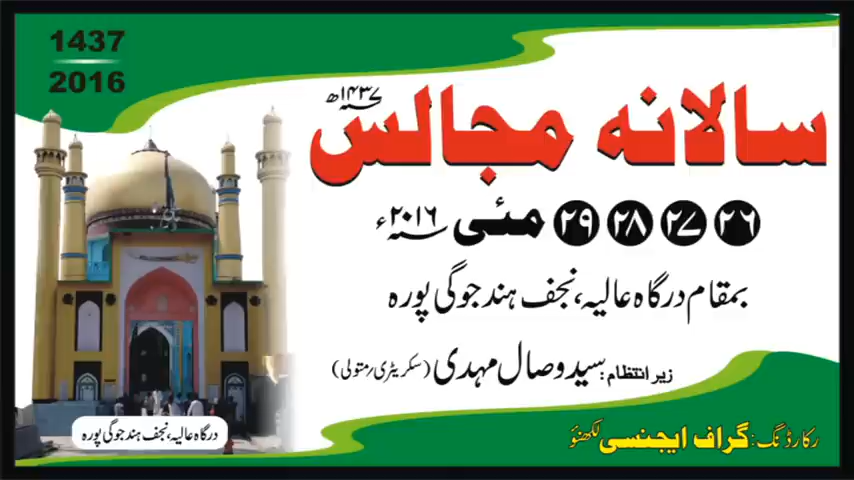 1437
2016
سالانہ مجالس ۱۴۳۷ھ
۲۶ ۲۷ ۲۸ ۲۹ مئی ۲۰۱۶ء
بمقام درگاہ عالیہ، نجف ہند جوگی پورہ
زیر انتظام: سید وصال مہدی (سکریٹری/متولی)
درگاہ عالیہ، نجف ہند جوگی پورہ
رکارڈنگ: گراف ایجنسی لکھنؤ